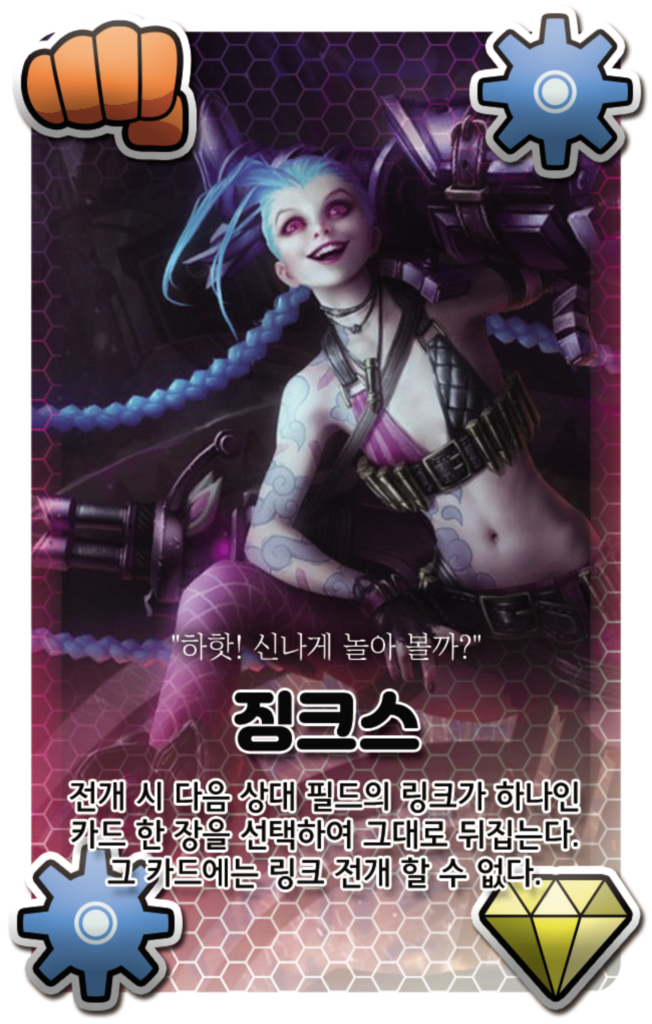 "하핫! 신나게 놀아 볼까?"
징크스
전개 시 다음 상대 필드의 링크가 하나인
카드 한 장을 선택하여 그대로 뒤집는다.
그 카드에는 링크 전개 할 수 없다.